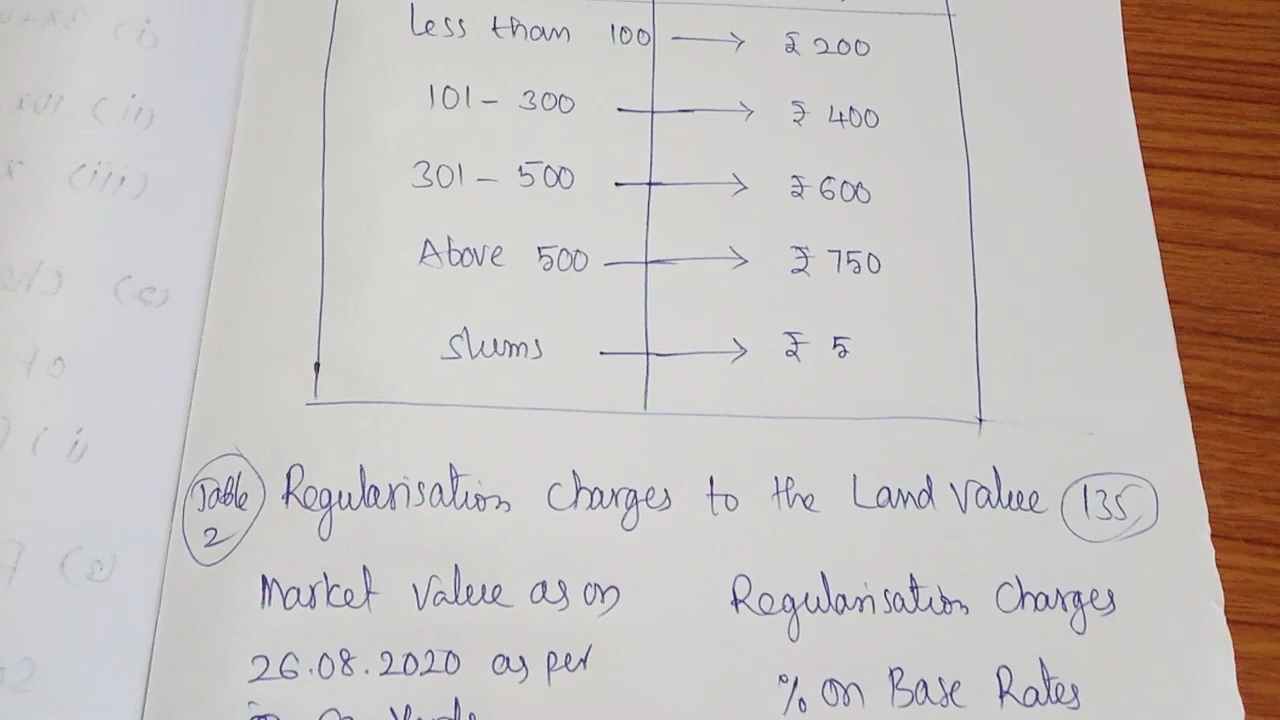 Less than 100 → ₹ 200
101 - 300 → ₹ 400
301 - 500 → ₹ 600
Above 500 → ₹ 750
Slums → ₹ 5
Table 2 Regularisation Charges to the Land Value 135
Market Value as on
26.08.2020 as per
Regularisation Charges
% on Base Rates
(i)
(ii)
(iii)